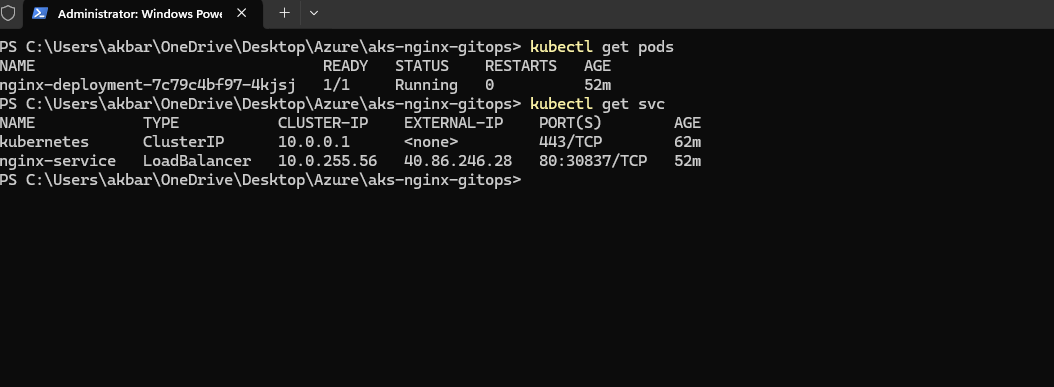 Administrator: Windows Powe
PS C:\Users\akbar\OneDrive\Desktop\Azure\aks-nginx-gitops> kubectl get pods
NAME                                READY   STATUS    RESTARTS   AGE
nginx-deployment-7c79c4bf97-4kjsj   1/1     Running   0          52m
PS C:\Users\akbar\OneDrive\Desktop\Azure\aks-nginx-gitops> kubectl get svc
NAME            TYPE           CLUSTER-IP    EXTERNAL-IP    PORT(S)        AGE
kubernetes      ClusterIP      10.0.0.1      <none>         443/TCP        62m
nginx-service   LoadBalancer   10.0.255.56   40.86.246.28   80:30837/TCP   52m
PS C:\Users\akbar\OneDrive\Desktop\Azure\aks-nginx-gitops>